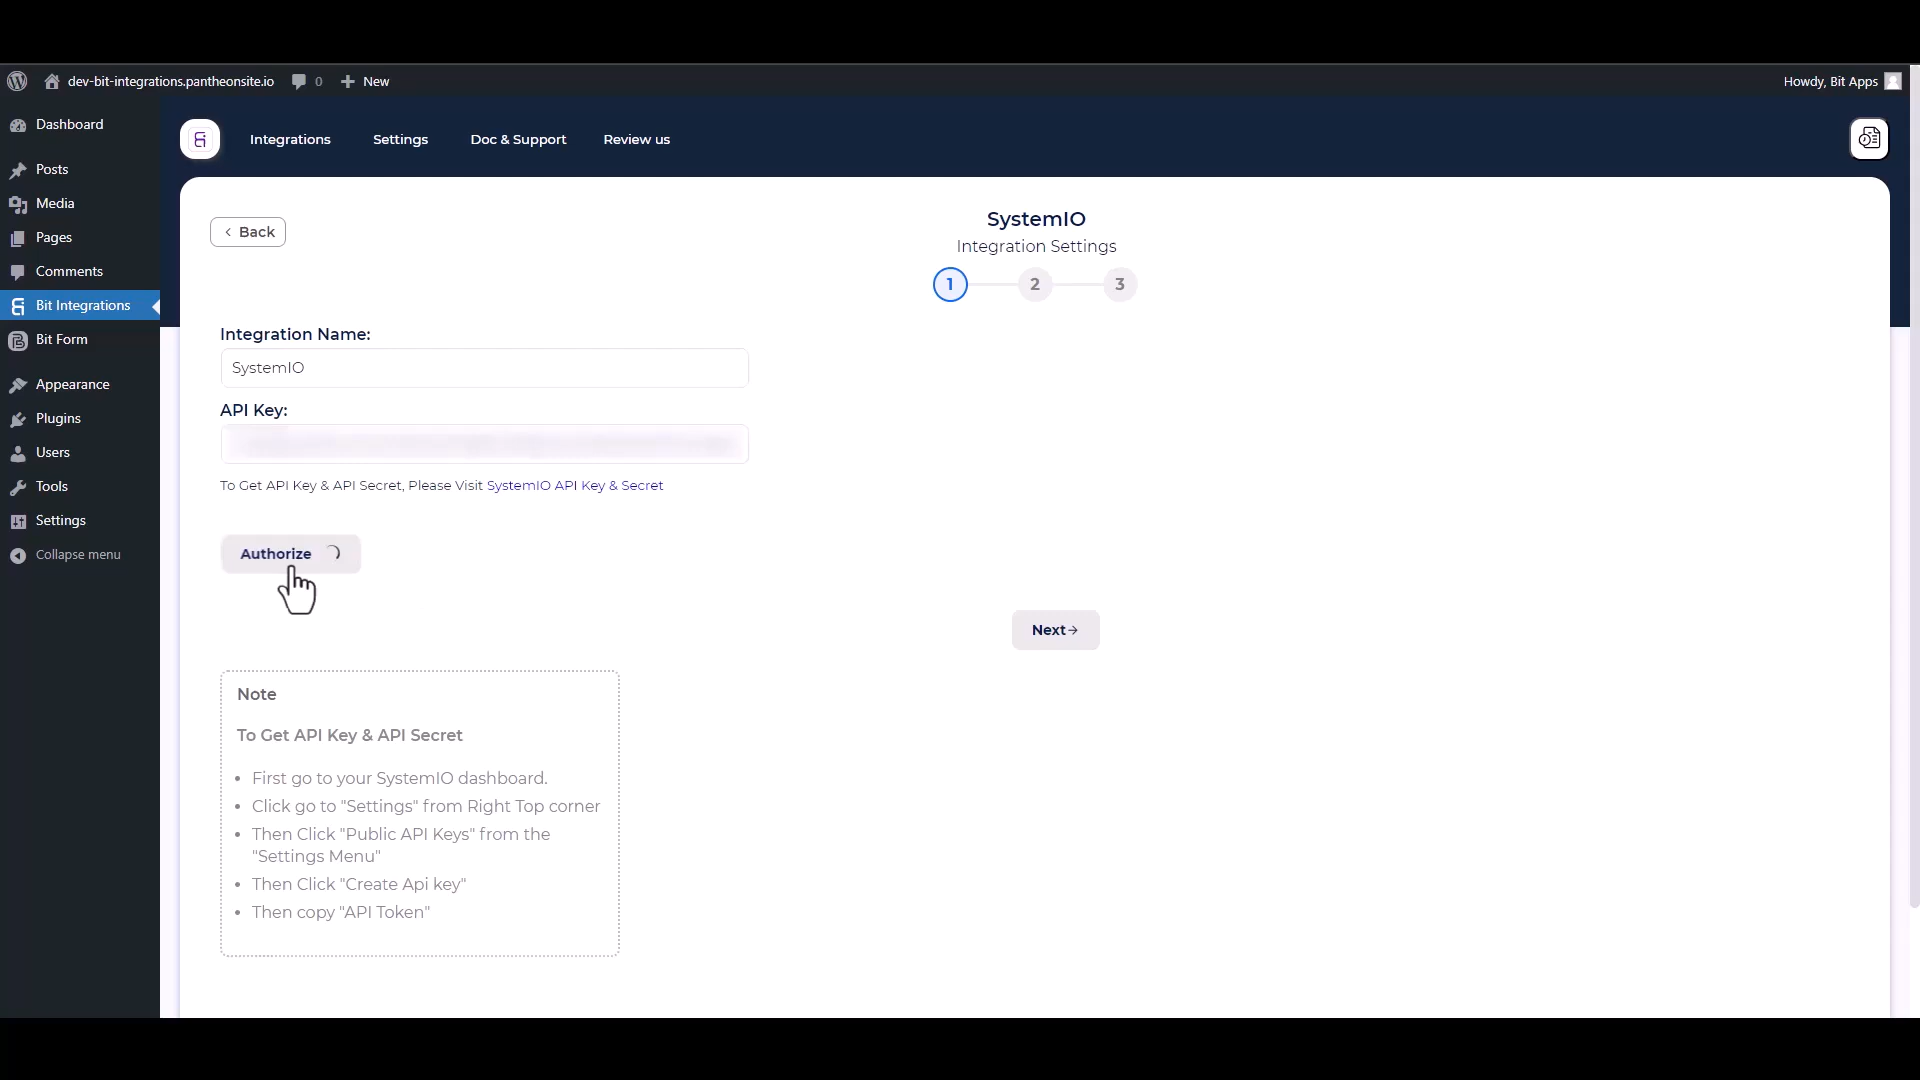 dev-bit-integrations.pantheonsite.io 0 New Howdy, Bit Apps
Dashboard
Posts
Media
Pages
Comments
Bit Integrations
Bit Form
Appearance
Plugins
Users
Tools
Settings
Collapse menu
Integrations Settings Doc & Support Review us
Back
SystemIO
Integration Settings
1 2 3
Integration Name:
SystemIO
API Key:
To Get API Key & API Secret, Please Visit SystemIO API Key & Secret
Authorize
Next
Note
To Get API Key & API Secret
First go to your SystemIO dashboard.
Click go to "Settings" from Right Top corner
Then Click "Public API Keys" from the
"Settings Menu"
Then Click "Create Api key"
Then copy "API Token"